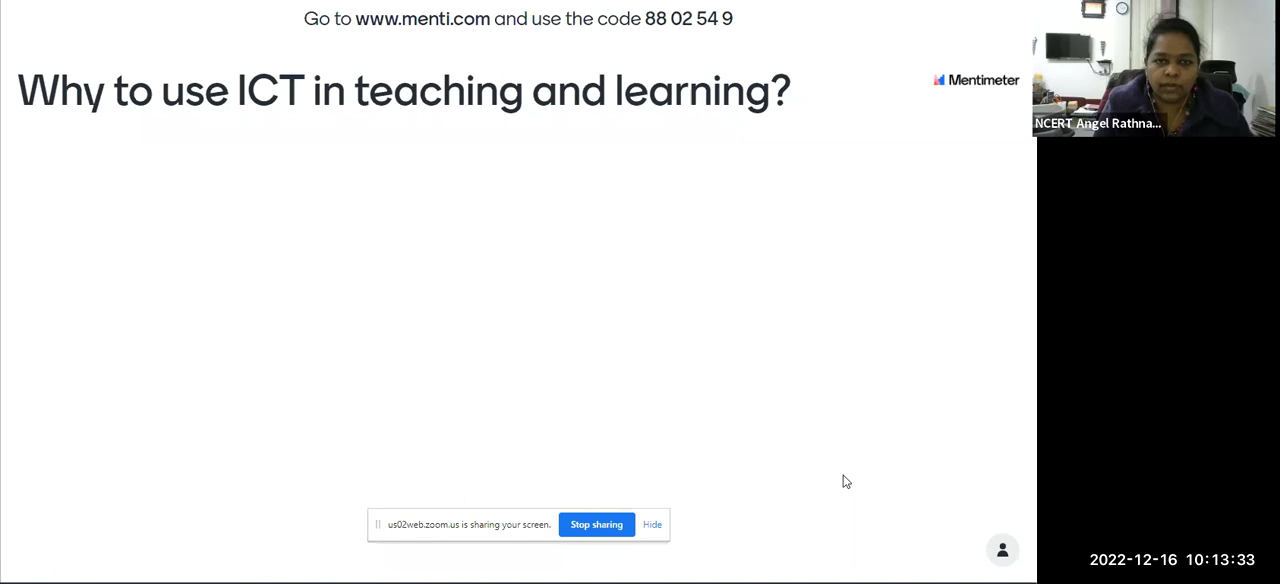 Go to www.menti.com and use the code 88 02 54 9
Why to use ICT in teaching and learning?
Mentimeter
NCERT Angel Rathna...
us02web.zoom.us is sharing your screen.
Stop sharing
Hide
2022-12-16 10:13:33